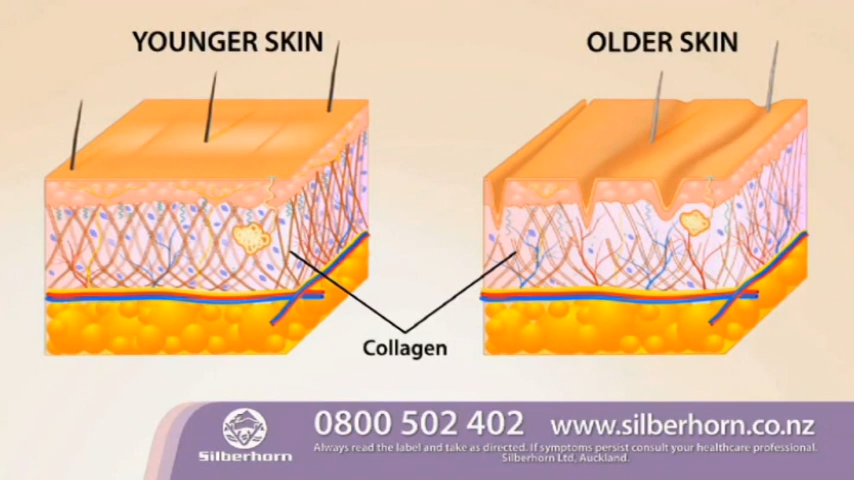 YOUNGER SKIN
OLDER SKIN
Collagen
Silberhorn
0800 502 402
www.silberhorn.co.nz
Always read the label and take as directed. If symptoms persist consult your healthcare professional.
Silberhorn Ltd, Auckland.